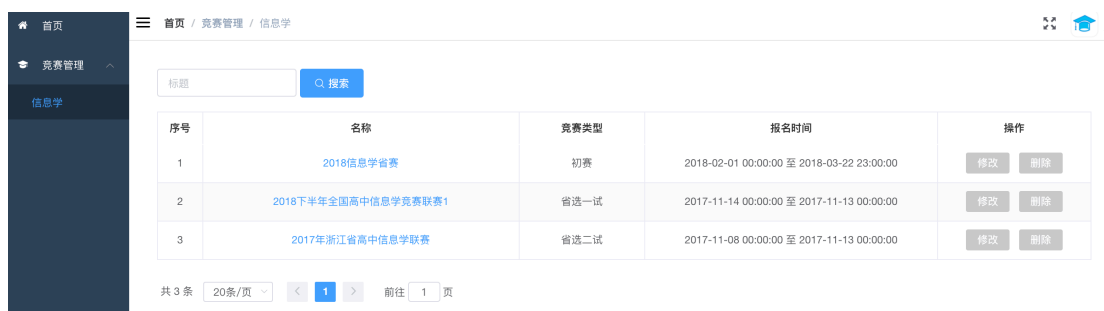 首页
首页 / 竞赛管理 / 信息学
竞赛管理
信息学
标题
搜索
序号 名称 竞赛类型 报名时间 操作
1 2018信息学省赛 初赛 2018-02-01 00:00:00 至 2018-03-22 23:00:00 修改 删除
2 2018下半年全国高中信息学竞赛联赛1 省选一试 2017-11-14 00:00:00 至 2017-11-13 00:00:00 修改 删除
3 2017年浙江省高中信息学联赛 省选二试 2017-11-08 00:00:00 至 2017-11-13 00:00:00 修改 删除
共 3 条 20条/页 1 前往 1 页